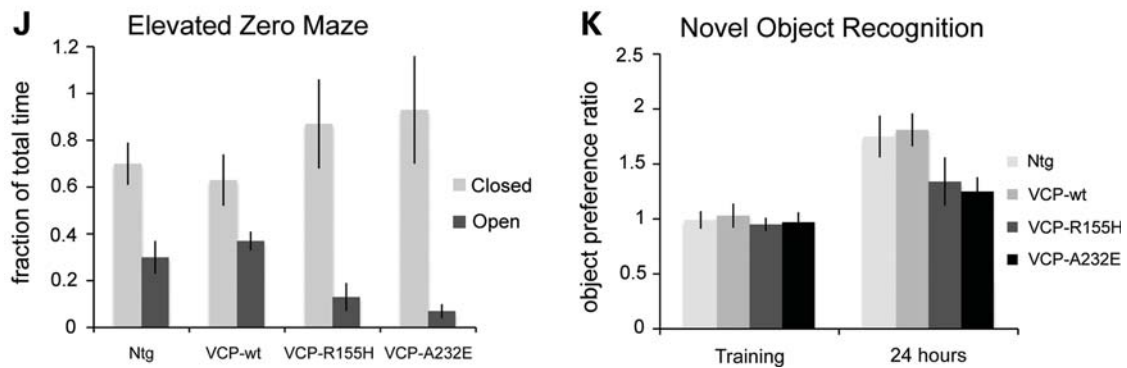 J
Elevated Zero Maze
fraction of total time
1.2
1
0.8
0.6
0.4
0.2
0
Ntg
VCP-wt
VCP-R155H
VCP-A232E
Closed
Open
K
Novel Object Recognition
object preference ratio
2.5
2
1.5
1
0.5
0
Training
24 hours
Ntg
VCP-wt
VCP-R155H
VCP-A232E